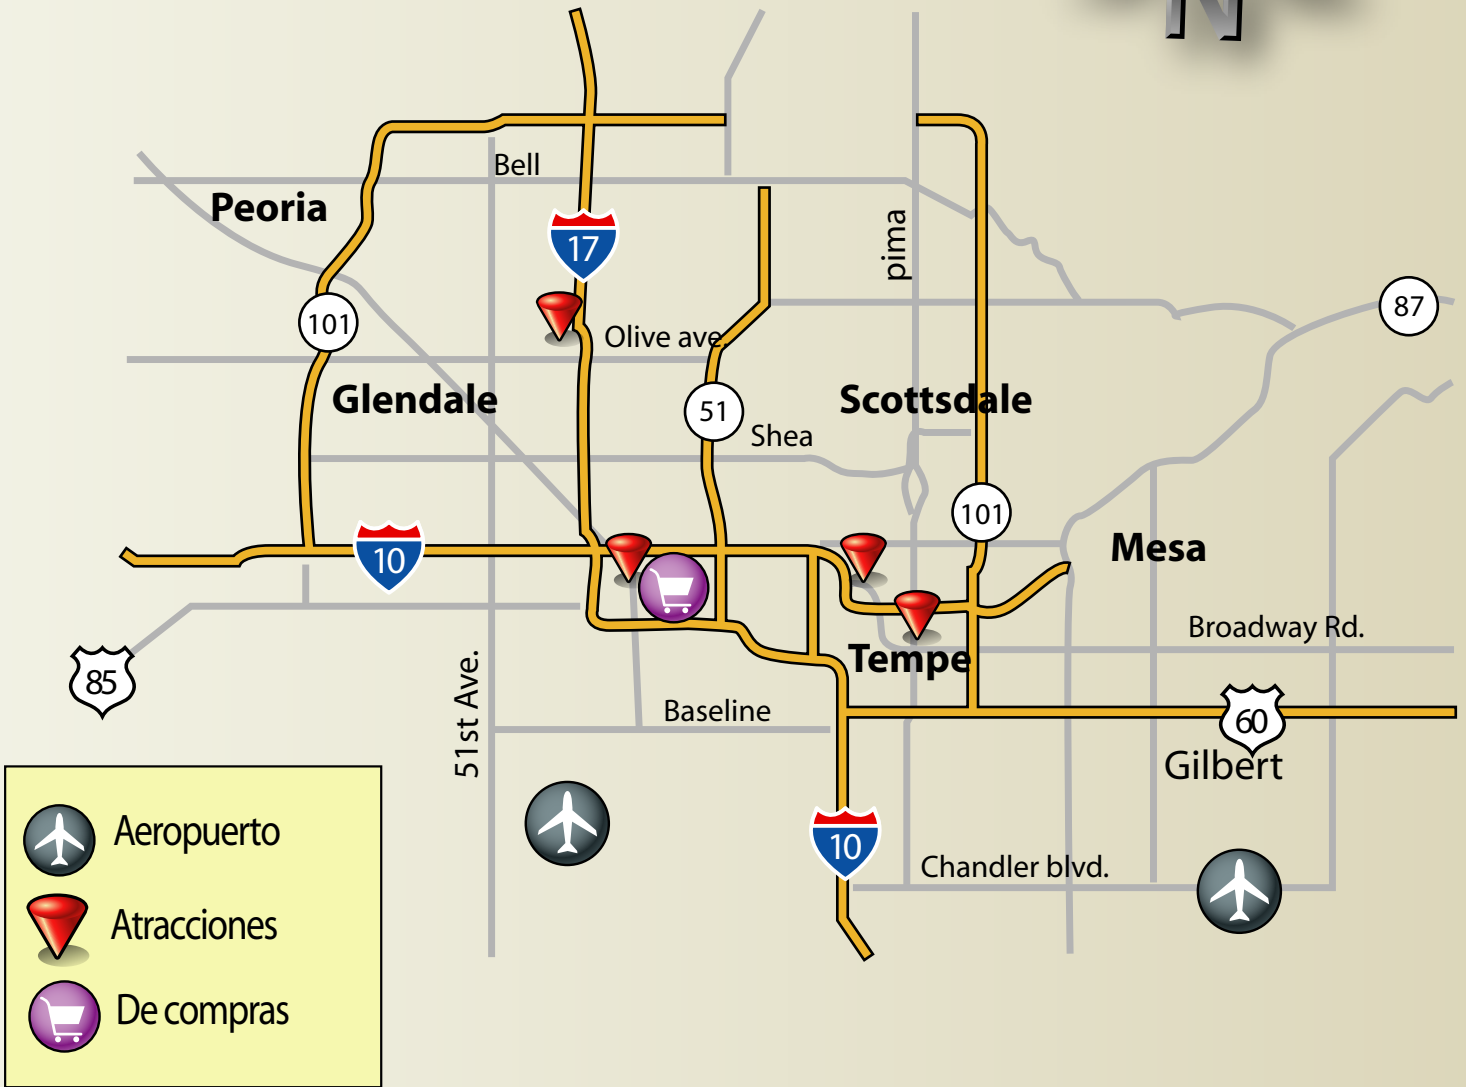 N
Bell
Peoria
17
pima
87
101
Olive ave.
Glendale
51
Scottsdale
Shea
101
10
Mesa
Broadway Rd.
Tempe
85
51st Ave.
Baseline
60
Gilbert
10
Chandler blvd.
Aeropuerto
Atracciones
De compras